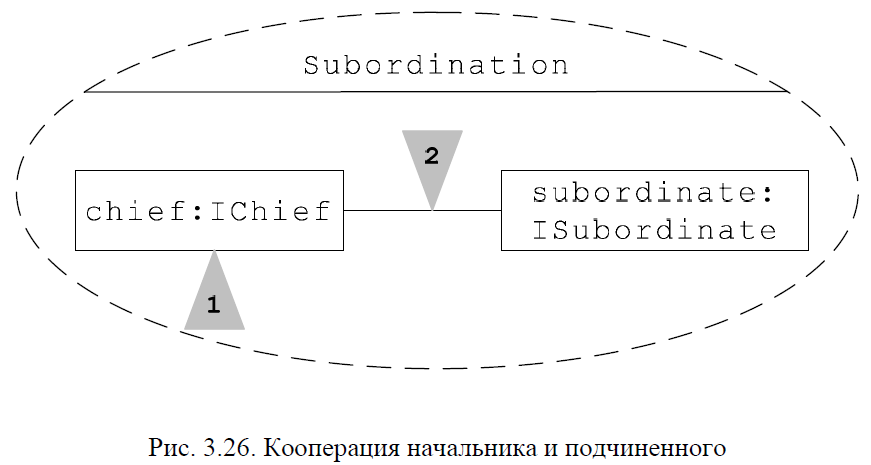 Subordination
2
chief:IChief
subordinate:
ISubordinate
1
Рис. 3.26. Кооперация начальника и подчиненного